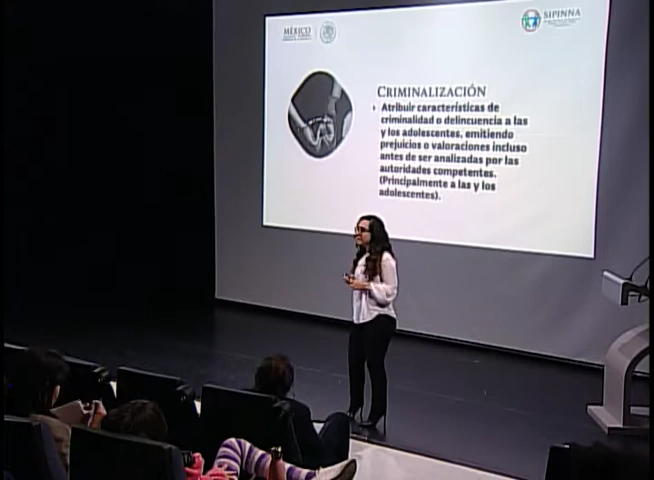 MÉXICO
SIPINNA
CRIMINALIZACIÓN
Atribuir características de
criminalidad o delincuencia a las
y los adolescentes, emitiendo
prejuicios o valoraciones incluso
antes de ser analizadas por las
autoridades competentes.
(Principalmente a las y los
adolescentes).